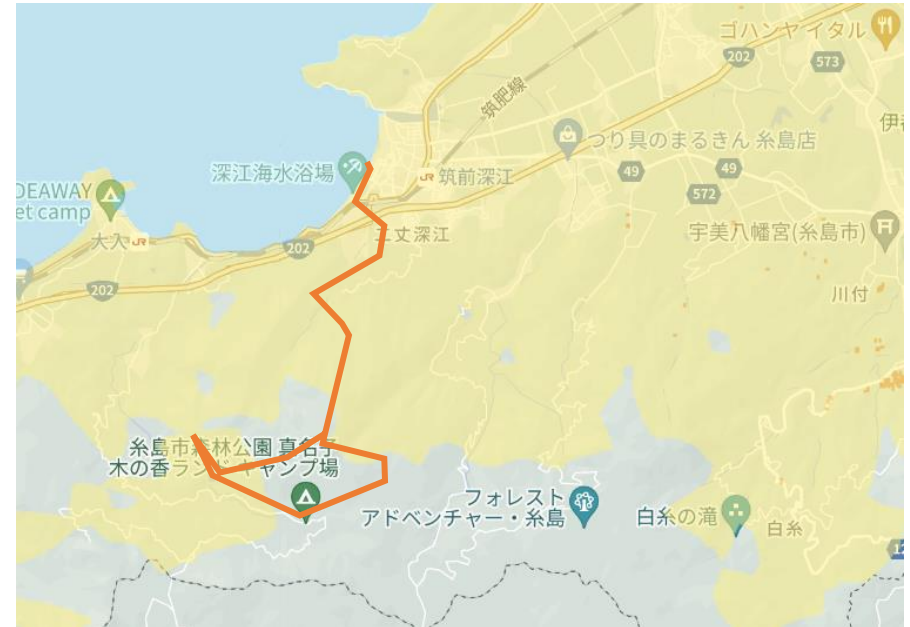 ゴハンヤ イタル
202
573
筑肥線
伊
つり具のまるきん 糸島店
深江海水浴場
JR 筑前深江
49
49
572
DEAWAY
et camp
大入 JR
202
二丈深江
宇美八幡宮(糸島市)
202
川付
糸島市森林公園 真名子
木の香ランドキャンプ場
フォレスト
アドベンチャー・糸島
白糸の滝
白糸
12